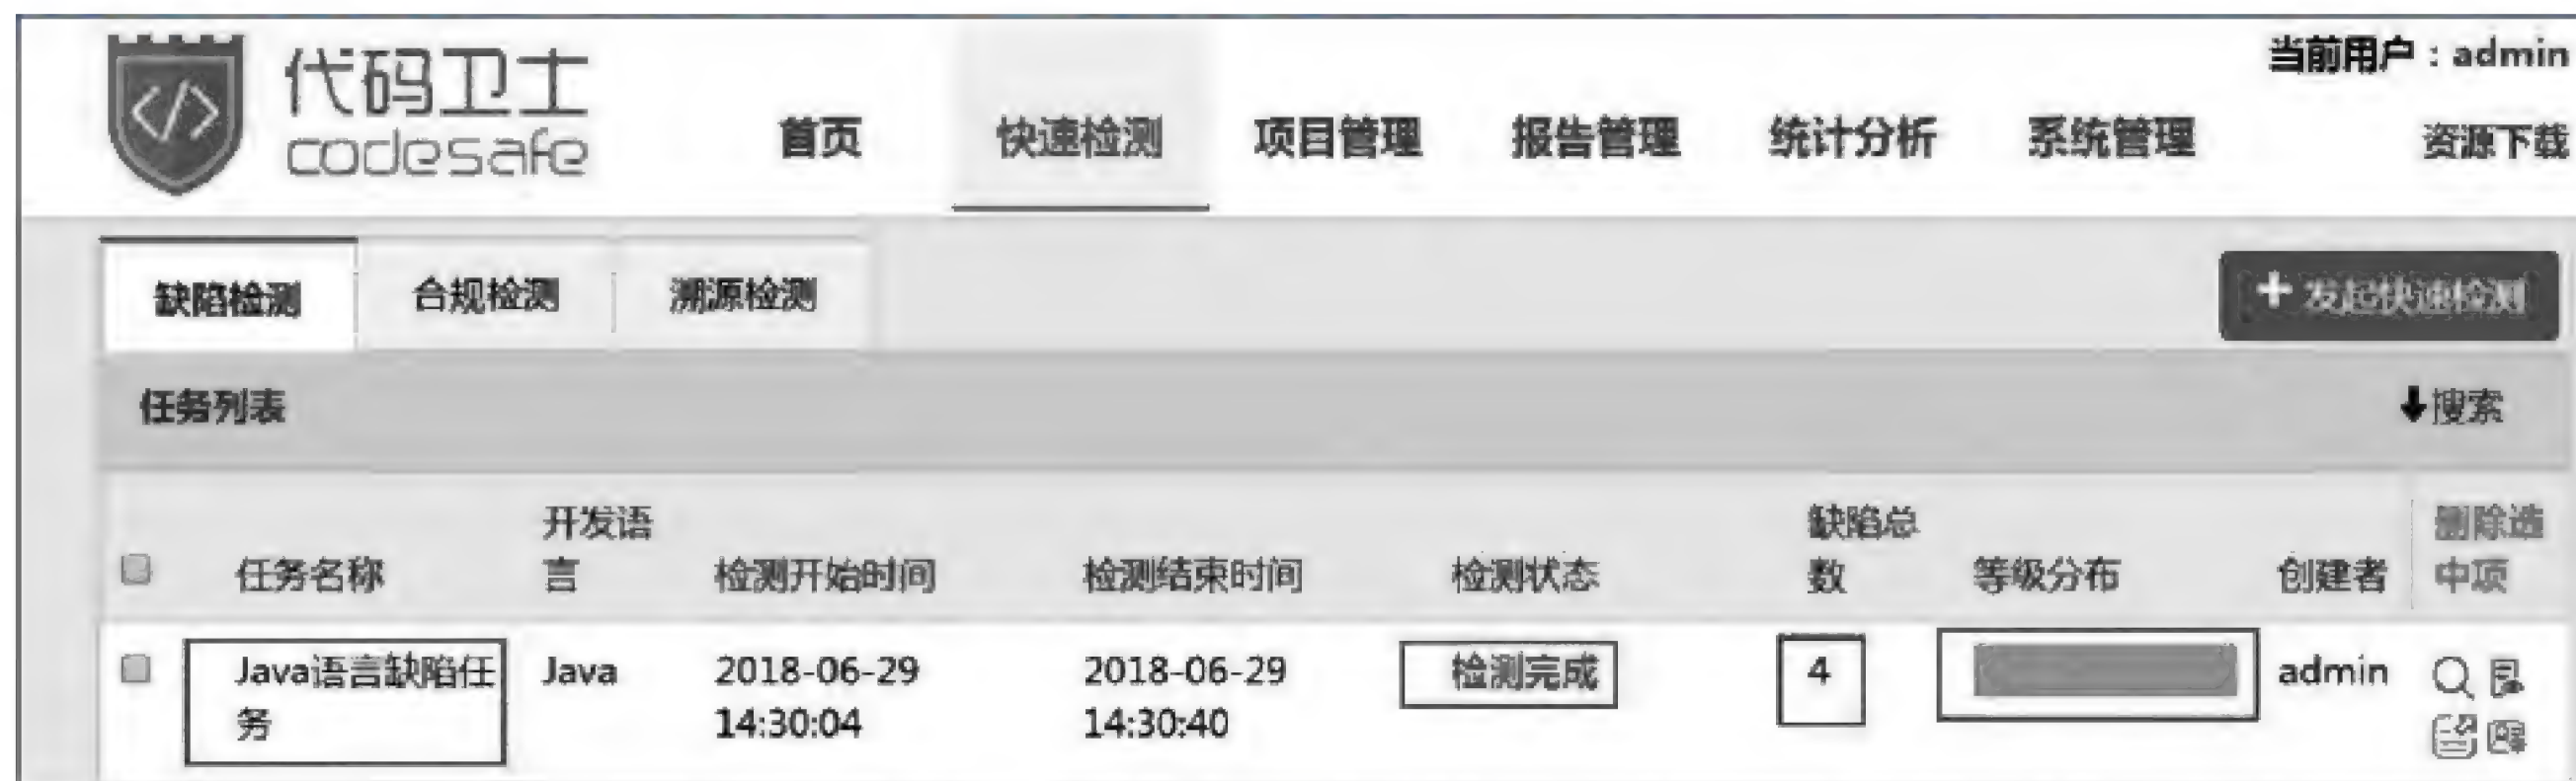 当前用户：admin
代码卫士
codesafe
首页 快速检测 项目管理 报告管理 统计分析 系统管理 资源下载
缺陷检测 合规检测 溯源检测 发起快速检测
任务列表 搜索
任务名称 开发语言 检测开始时间 检测结束时间 检测状态 缺陷总数 等级分布 创建者 删除选中项
Java语言缺陷任务 Java 2018-06-29 14:30:04 2018-06-29 14:30:40 检测完成 4 admin